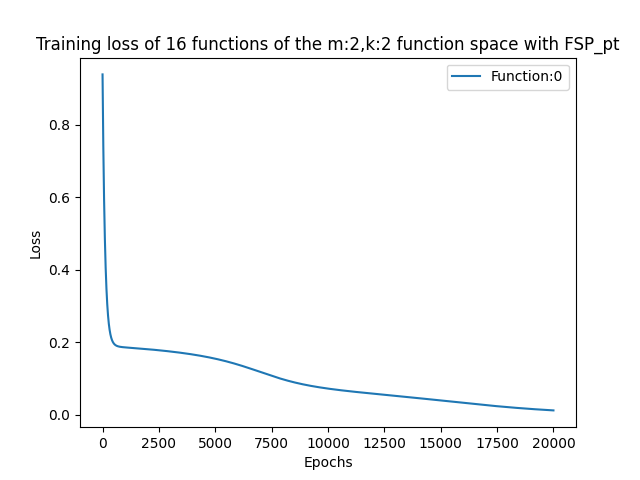 Training loss of 16 functions of the m:2,k:2 function space with FSP_pt
Function:0
0.8
0.6
0.4
0.2
0.0
Loss
0 2500 5000 7500 10000 12500 15000 17500 20000
Epochs